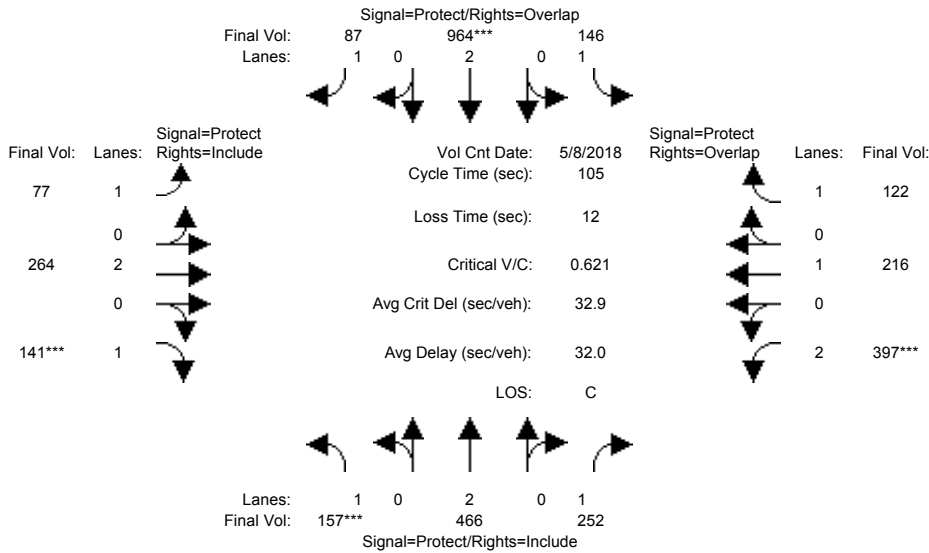 Signal=Protect/Rights=Overlap
Final Vol: 87 964*** 146
Lanes: 1 0 2 0 1
Signal=Protect
Final Vol: Lanes: Rights=Include
Vol Cnt Date: 5/8/2018
Signal=Protect
Rights=Overlap Lanes: Final Vol:
Cycle Time (sec): 105
77 1
1 122
Loss Time (sec): 12
0
0
264 2
Critical V/C: 0.621
1 216
0
Avg Crit Del (sec/veh): 32.9
0
141*** 1
Avg Delay (sec/veh): 32.0
2 397***
LOS: C
Lanes: 1 0 2 0 1
Final Vol: 157*** 466 252
Signal=Protect/Rights=Include